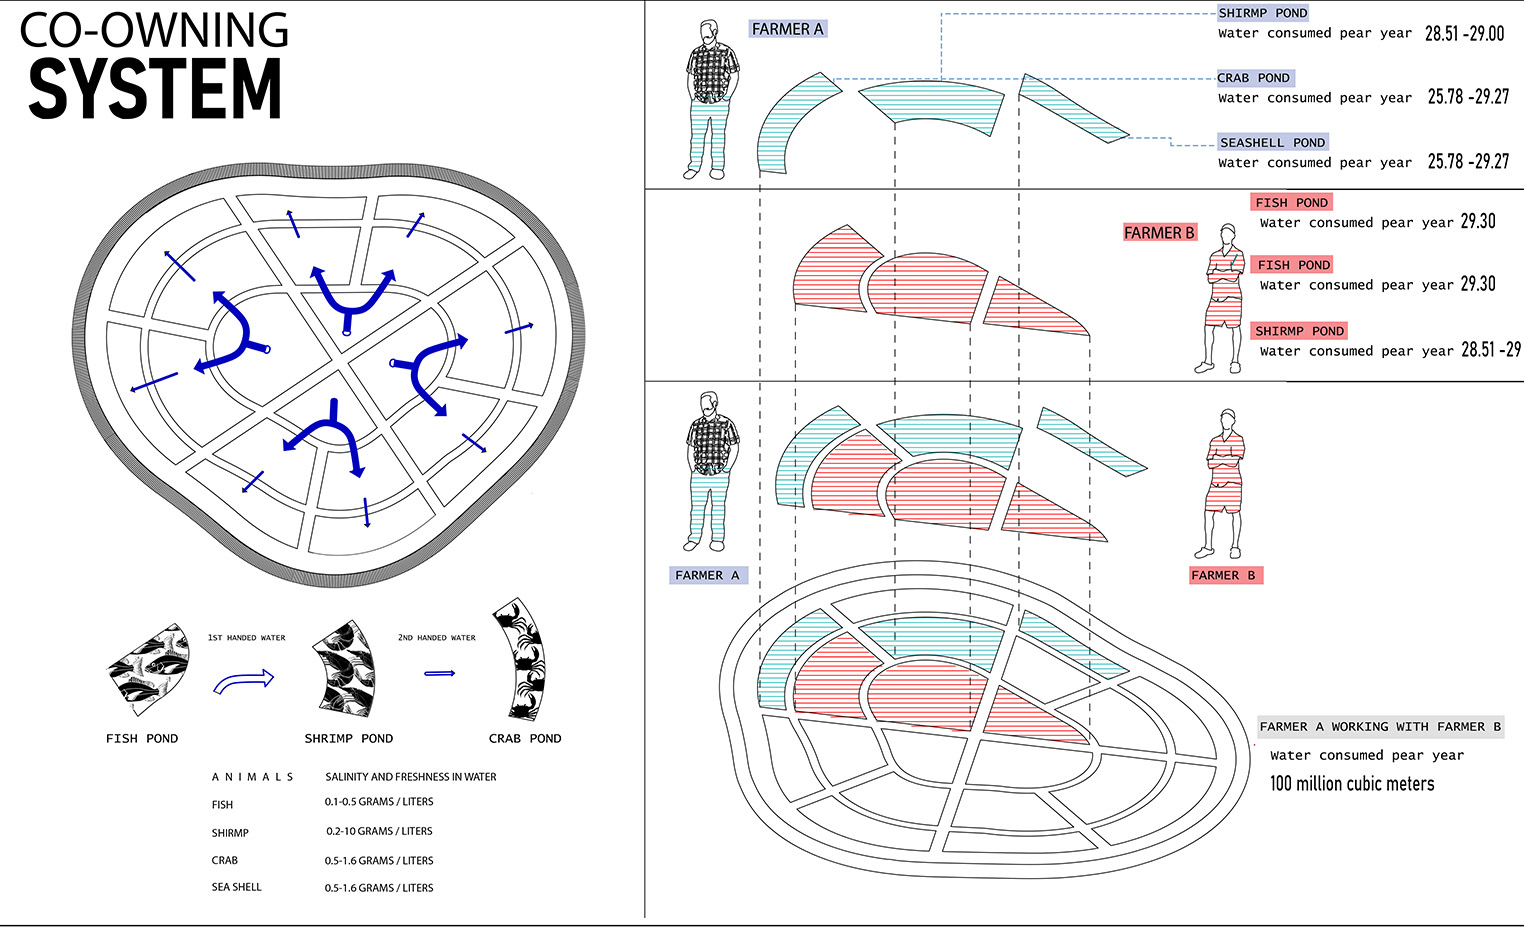 CO-OWNING
SYSTEM
1ST HANDED WATER
2ND HANDED WATER
FISH POND
SHRIMP POND
CRAB POND
ANIMALS SALINITY AND FRESHNESS IN WATER
FISH 0.1-0.5 GRAMS / LITERS
SHIRMP 0.2-10 GRAMS / LITERS
CRAB 0.5-1.6 GRAMS / LITERS
SEA SHELL 0.5-1.6 GRAMS / LITERS
FARMER A
SHIRMP POND
Water consumed pear year 28.51 -29.00
CRAB POND
Water consumed pear year 25.78 -29.27
SEASHELL POND
Water consumed pear year 25.78 -29.27
FARMER B
FISH POND
Water consumed pear year 29.30
FISH POND
Water consumed pear year 29.30
SHIRMP POND
Water consumed pear year 28.51 -29
FARMER A
FARMER B
FARMER A WORKING WITH FARMER B
Water consumed pear year
100 million cubic meters